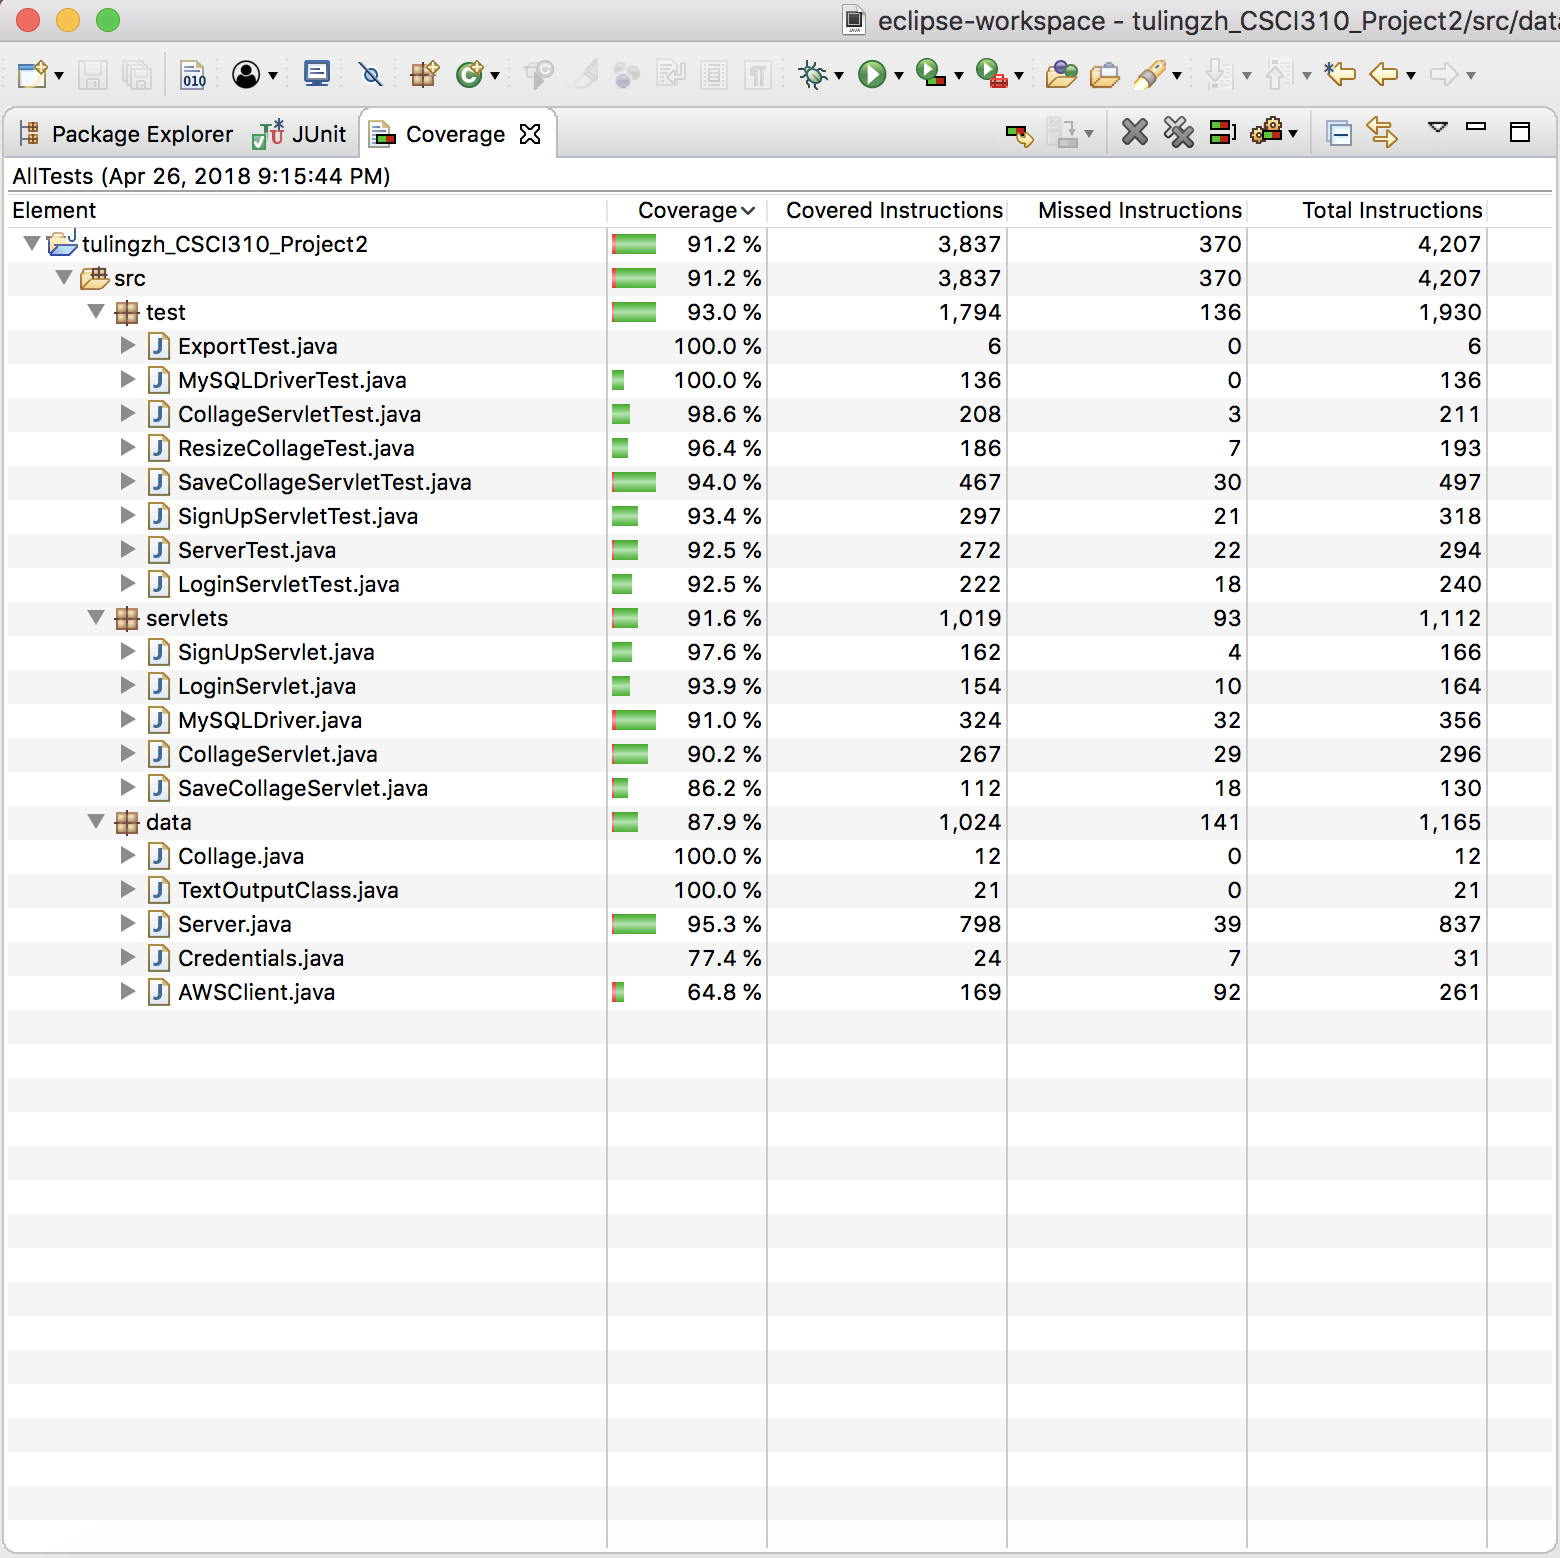 eclipse-workspace - tulingzh_CSCI310_Project2/src/data
Package Explorer JUnit Coverage
AllTests (Apr 26, 2018 9:15:44 PM)
Element Coverage Covered Instructions Missed Instructions Total Instructions
tulingzh_CSCI310_Project2 91.2 % 3,837 370 4,207
src 91.2 % 3,837 370 4,207
test 93.0 % 1,794 136 1,930
ExportTest.java 100.0 % 6 0 6
MySQLDriverTest.java 100.0 % 136 0 136
CollageServletTest.java 98.6 % 208 3 211
ResizeCollageTest.java 96.4 % 186 7 193
SaveCollageServletTest.java 94.0 % 467 30 497
SignUpServletTest.java 93.4 % 297 21 318
ServerTest.java 92.5 % 272 22 294
LoginServletTest.java 92.5 % 222 18 240
servlets 91.6 % 1,019 93 1,112
SignUpServlet.java 97.6 % 162 4 166
LoginServlet.java 93.9 % 154 10 164
MySQLDriver.java 91.0 % 324 32 356
CollageServlet.java 90.2 % 267 29 296
SaveCollageServlet.java 86.2 % 112 18 130
data 87.9 % 1,024 141 1,165
Collage.java 100.0 % 12 0 12
TextOutputClass.java 100.0 % 21 0 21
Server.java 95.3 % 798 39 837
Credentials.java 77.4 % 24 7 31
AWSClient.java 64.8 % 169 92 261